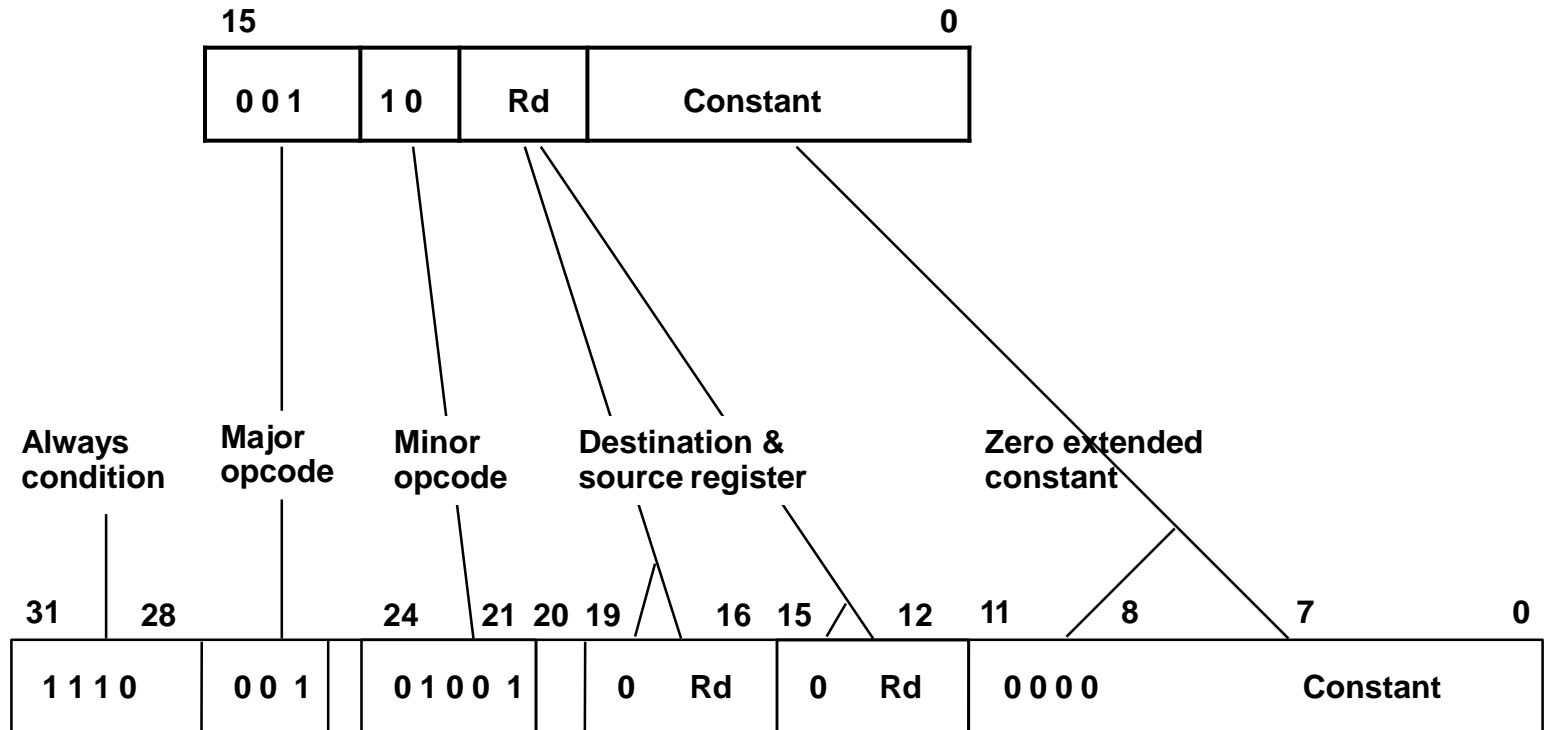 15 0
0 0 1 1 0 Rd Constant
Always condition
Major opcode
Minor opcode
Destination & source register
Zero extended constant
31 28 24 21 20 19 16 15 12 11 8 7 0
1 1 1 0 0 0 1 0 1 0 0 1 0 Rd 0 Rd 0 0 0 0 Constant